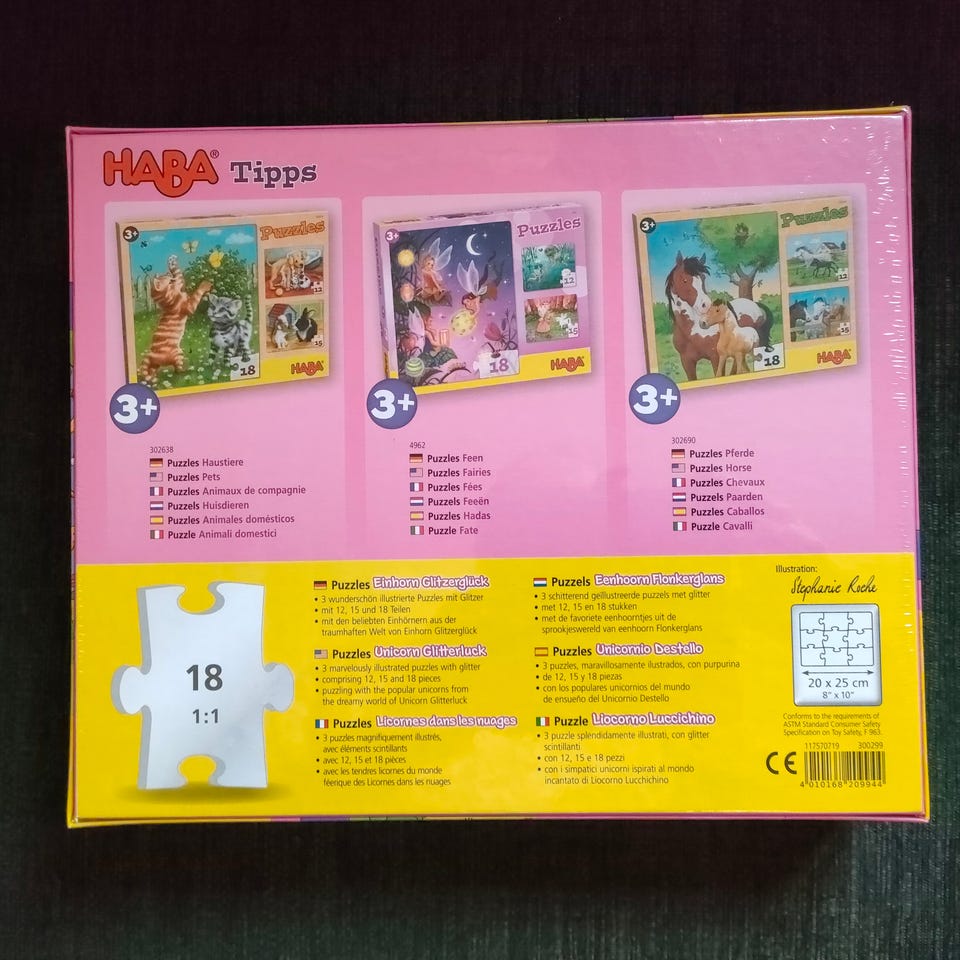 HABA® Tipps
3+
Puzzles
12
15
18
HABA
3+
3+
Puzzles
12
15
18
HABA
3+
3+
Puzzles
12
15
18
HABA
3+
302638
Puzzles Haustiere
Puzzles Pets
Puzzles Animaux de compagnie
Puzzels Huisdieren
Puzzles Animales domésticos
Puzzle Animali domestici
4962
Puzzles Feen
Puzzles Fairies
Puzzles Fées
Puzzels Feeën
Puzzles Hadas
Puzzle Fate
302690
Puzzles Pferde
Puzzles Horse
Puzzles Chevaux
Puzzels Paarden
Puzzles Caballos
Puzzle Cavalli
18
1:1
Puzzles Einhorn Glitzerglück
• 3 wunderschön illustrierte Puzzles mit Glitzer
• mit 12, 15 und 18 Teilen
• mit den beliebten Einhörnern aus der
traumhaften Welt von Einhorn Glitzerglück
Puzzles Unicorn Glitterluck
• 3 marvelously illustrated puzzles with glitter
• comprising 12, 15 and 18 pieces
• puzzling with the popular unicorns from
the dreamy world of Unicorn Glitterluck
Puzzles Licornes dans les nuages
• 3 puzzles magnifiquement illustrés,
avec éléments scintillants
• avec 12, 15 et 18 pièces
• avec les tendres licornes du monde
féerique des Licornes dans les nuages
Puzzels Eenhoorn Flonkerglans
• 3 schitterend geïllustreerde puzzels met glitter
• met 12, 15 en 18 stukken
• met de favoriete eenhoorntjes uit de
sprookjeswereld van eenhoorn Flonkerglans
Puzzles Unicornio Destello
• 3 puzzles, maravillosamente ilustrados, con purpurina
• de 12, 15 y 18 piezas
• con los populares unicornios del mundo
de ensueño del Unicornio Destello
Puzzle Liocorno Luccichino
• 3 puzzle splendidamente illustrati, con glitter
scintillanti
• con 12, 15 e 18 pezzi
• con i simpatici unicorni ispirati al mondo
incantato di Liocorno Lucchichino
Illustration:
Stephanie Roehe
20 x 25 cm
8" x 10"
Conforms to the requirements of
ASTM Standard Consumer Safety
Specification on Toy Safety, F 963.
117570719 300299
CE
4 010168 209944